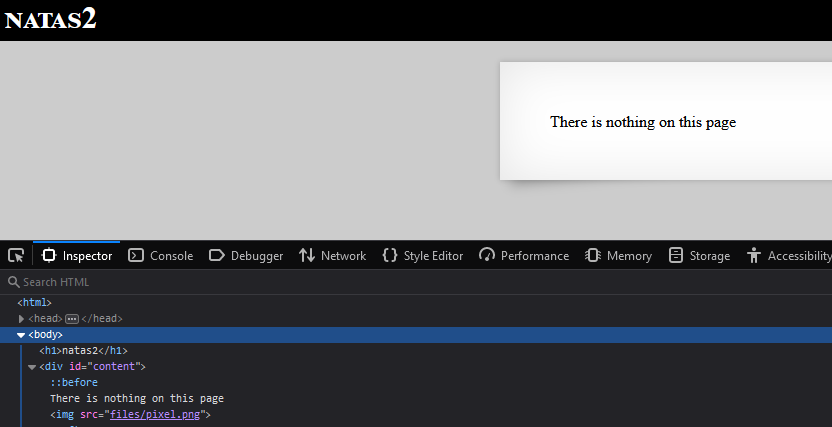 NATAS2
There is nothing on this page
Inspector Console Debugger Network Style Editor Performance Memory Storage Accessibility
Search HTML
<html>
<head> ••• </head>
<body>
<h1>natas2</h1>
<div id="content">
::before
There is nothing on this page
<img src="files/pixel.png">